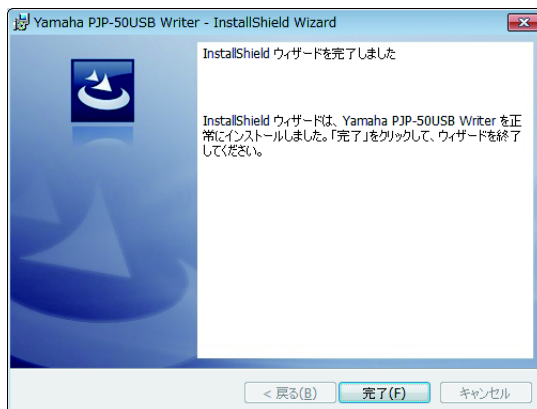 Yamaha PJP-50USB Writer - InstallShield Wizard
InstallShield ウィザードを完了しました
InstallShield ウィザードは、Yamaha PJP-50USB Writer を正
常にインストールしました。「完了」をクリックして、ウィザードを終了
してください。
< 戻る(B) 完了(F) キャンセル